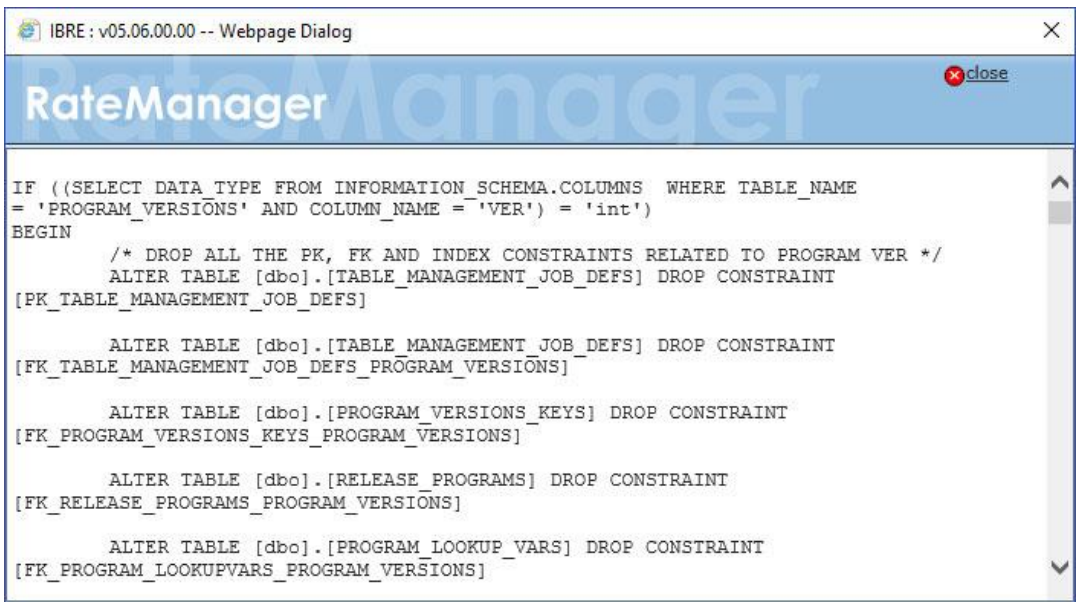 IBRE : v05.06.00.00 -- Webpage Dialog
RateManager
close
RateManager
IF ((SELECT DATA_TYPE FROM INFORMATION_SCHEMA.COLUMNS  WHERE TABLE_NAME
= 'PROGRAM_VERSIONS' AND COLUMN_NAME = 'VER') = 'int')
BEGIN
/* DROP ALL THE PK, FK AND INDEX CONSTRAINTS RELATED TO PROGRAM VER */
ALTER TABLE [dbo].[TABLE_MANAGEMENT_JOB_DEFS] DROP CONSTRAINT
[PK_TABLE_MANAGEMENT_JOB_DEFS]
ALTER TABLE [dbo].[TABLE_MANAGEMENT_JOB_DEFS] DROP CONSTRAINT
[FK_TABLE_MANAGEMENT_JOB_DEFS_PROGRAM_VERSIONS]
ALTER TABLE [dbo].[PROGRAM_VERSIONS_KEYS] DROP CONSTRAINT
[FK_PROGRAM_VERSIONS_KEYS_PROGRAM_VERSIONS]
ALTER TABLE [dbo].[RELEASE_PROGRAMS] DROP CONSTRAINT
[FK_RELEASE_PROGRAMS_PROGRAM_VERSIONS]
ALTER TABLE [dbo].[PROGRAM_LOOKUP_VARS] DROP CONSTRAINT
[FK_PROGRAM_LOOKUPVARS_PROGRAM_VERSIONS]